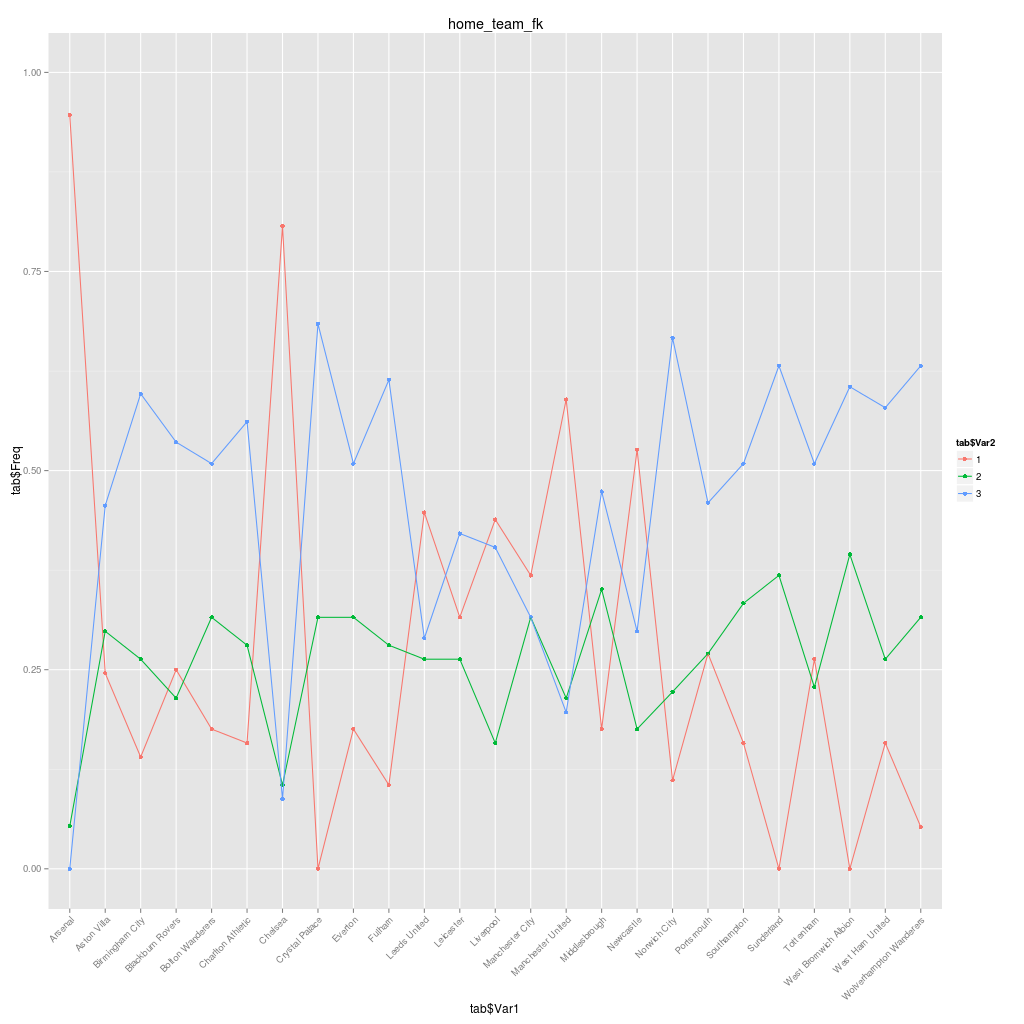 home_team_fk
1.00
0.75
0.50
0.25
0.00
tab$Freq
Arsenal
Aston Villa
Birmingham City
Blackburn Rovers
Bolton Wanderers
Charlton Athletic
Chelsea
Crystal Palace
Everton
Fulham
Leeds United
Leicester
Liverpool
Manchester City
Manchester United
Middlesbrough
Newcastle
Norwich City
Portsmouth
Southampton
Sunderland
Tottenham
West Bromwich Albion
West Ham United
Wolverhampton Wanderers
tab$Var1
tab$Var2
1
2
3